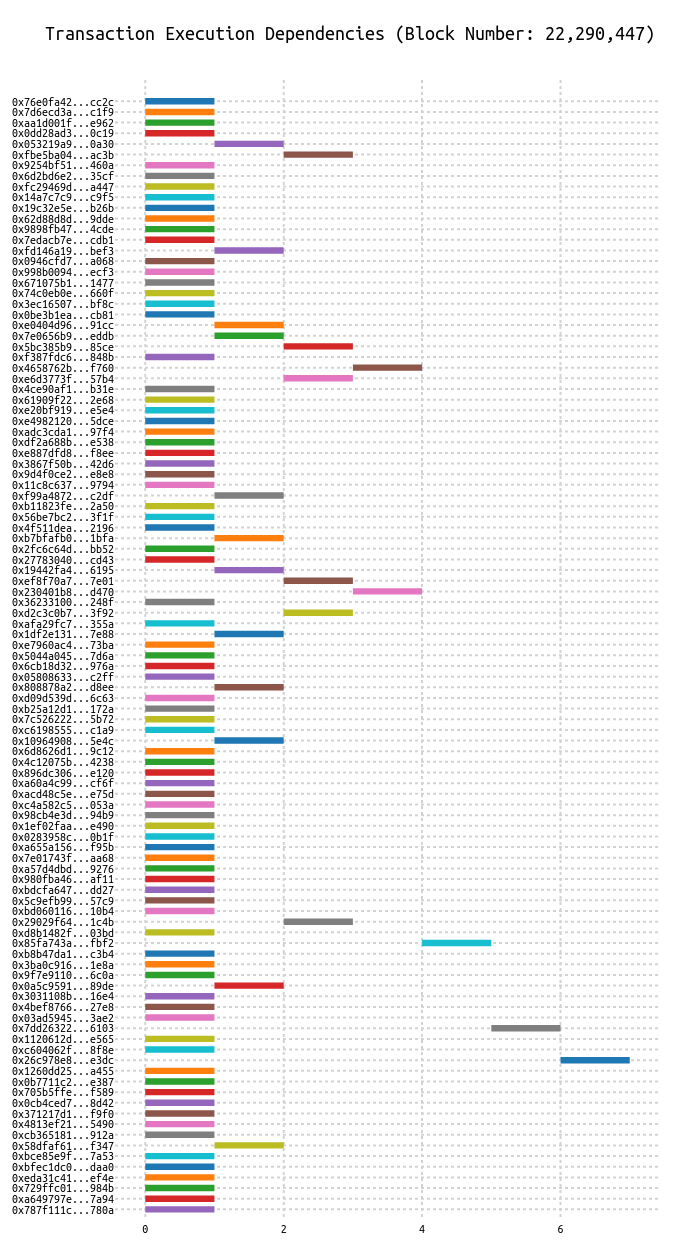 Transaction Execution Dependencies (Block Number: 22,290,447)
0x76e0fa42...cc2c
0x7d6ecd3a...c1f9
0xaa1d001f...e962
0x0dd28ad3...0c19
0x053219a9...0a30
0xfbe5ba04...ac3b
0x9254bf51...460a
0x6d2bd6e2...35cf
0xfc29469d...a447
0x14a7c7c9...c9f5
0x19c32e5e...b26b
0x62d88d8d...9dde
0x9898fb47...4cde
0x7edacb7e...cdb1
0xfd146a19...bef3
0x0946cfd7...a068
0x998b0094...ecf3
0x671075b1...1477
0x74c0eb0e...660f
0x3ec16507...bf8c
0x0be3b1ea...cb81
0xe0404d96...91cc
0x7e0656b9...eddb
0x5bc385b9...85ce
0xf387fdc6...848b
0x4658762b...f760
0xe6d3773f...57b4
0x4ce90af1...b31e
0x61909f22...2e68
0xe20bf919...e5e4
0xe4982120...5dce
0xadc3cda1...97f4
0xdf2a688b...e538
0xe887dfd8...f8ee
0x3867f50b...42d6
0x9d4f0ce2...e8e8
0x11c8c637...9794
0xf99a4872...c2df
0xb11823fe...2a50
0x56be7bc2...3f1f
0x4f511dea...2196
0xb7bfafb0...1bfa
0x2fc6c64d...bb52
0x27783040...cd43
0x19442fa4...6195
0xef8f70a7...7e01
0x230401b8...d470
0x36233100...248f
0xd2c3c0b7...3f92
0xafa29fc7...355a
0x1df2e131...7e88
0xe7960ac4...73ba
0x5044a045...7d6a
0x6cb18d32...976a
0x05808633...c2ff
0x808878a2...d8ee
0xd09d539d...6c63
0xb25a12d1...172a
0x7c526222...5b72
0xc6198555...c1a9
0x10964908...5e4c
0x6d8626d1...9c12
0x4c12075b...4238
0x896dc306...e120
0xa60a4c99...cf6f
0xacd48c5e...e75d
0xc4a582c5...053a
0x98cb4e3d...94b9
0x1ef02faa...e490
0x0283958c...0b1f
0xa655a156...f95b
0x7e01743f...aa68
0xa57d4dbd...9276
0x980fba46...af11
0xbdcfa647...dd27
0x5c9efb99...57c9
0xbd060116...10b4
0x29029f64...1c4b
0xd8b1482f...03bd
0x85fa743a...fbf2
0xb8b47da1...c3b4
0x3ba0c916...1e8a
0x9f7e9110...6c0a
0x0a5c9591...89de
0x3031108b...16e4
0x4bef8766...27e8
0x03ad5945...3ae2
0x7dd26322...6103
0x1120612d...e565
0xc604062f...8f8e
0x26c978e8...e3dc
0x1260dd25...a455
0x0b7711c2...e387
0x705b5ffe...f589
0x0cb4ced7...8d42
0x371217d1...f9f0
0x4813ef21...5490
0xcb365181...912a
0x58dfaf61...f347
0xbce85e9f...7a53
0xbfec1dc0...daa0
0xeda31c41...ef4e
0x729ffc01...984b
0xa649797e...7a94
0x787f111c...780a
0 2 4 6